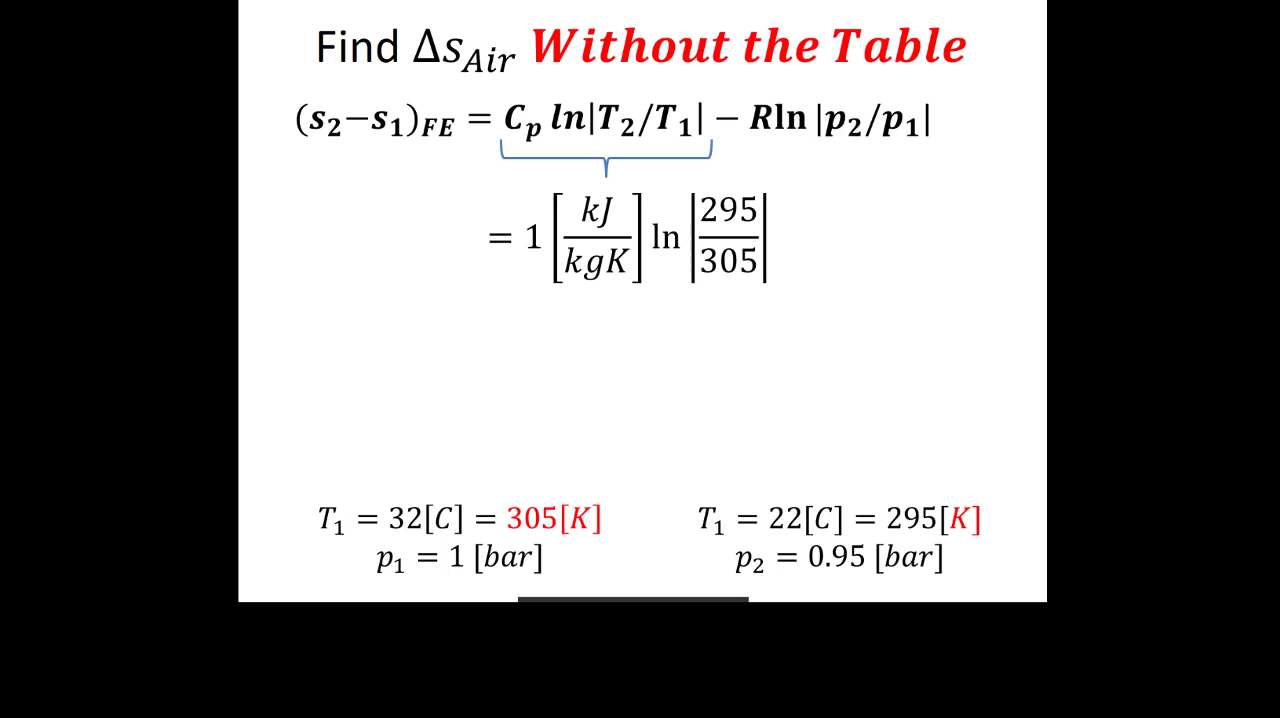 Find Δs_Air Without the Table
(s₂−s₁)_FE = C_p ln|T₂/T₁| − Rln |p₂/p₁|
= 1 [kJ/kgK] ln |295/305|
T₁ = 32[C] = 305[K]
p₁ = 1 [bar]
T₁ = 22[C] = 295[K]
p₂ = 0.95 [bar]